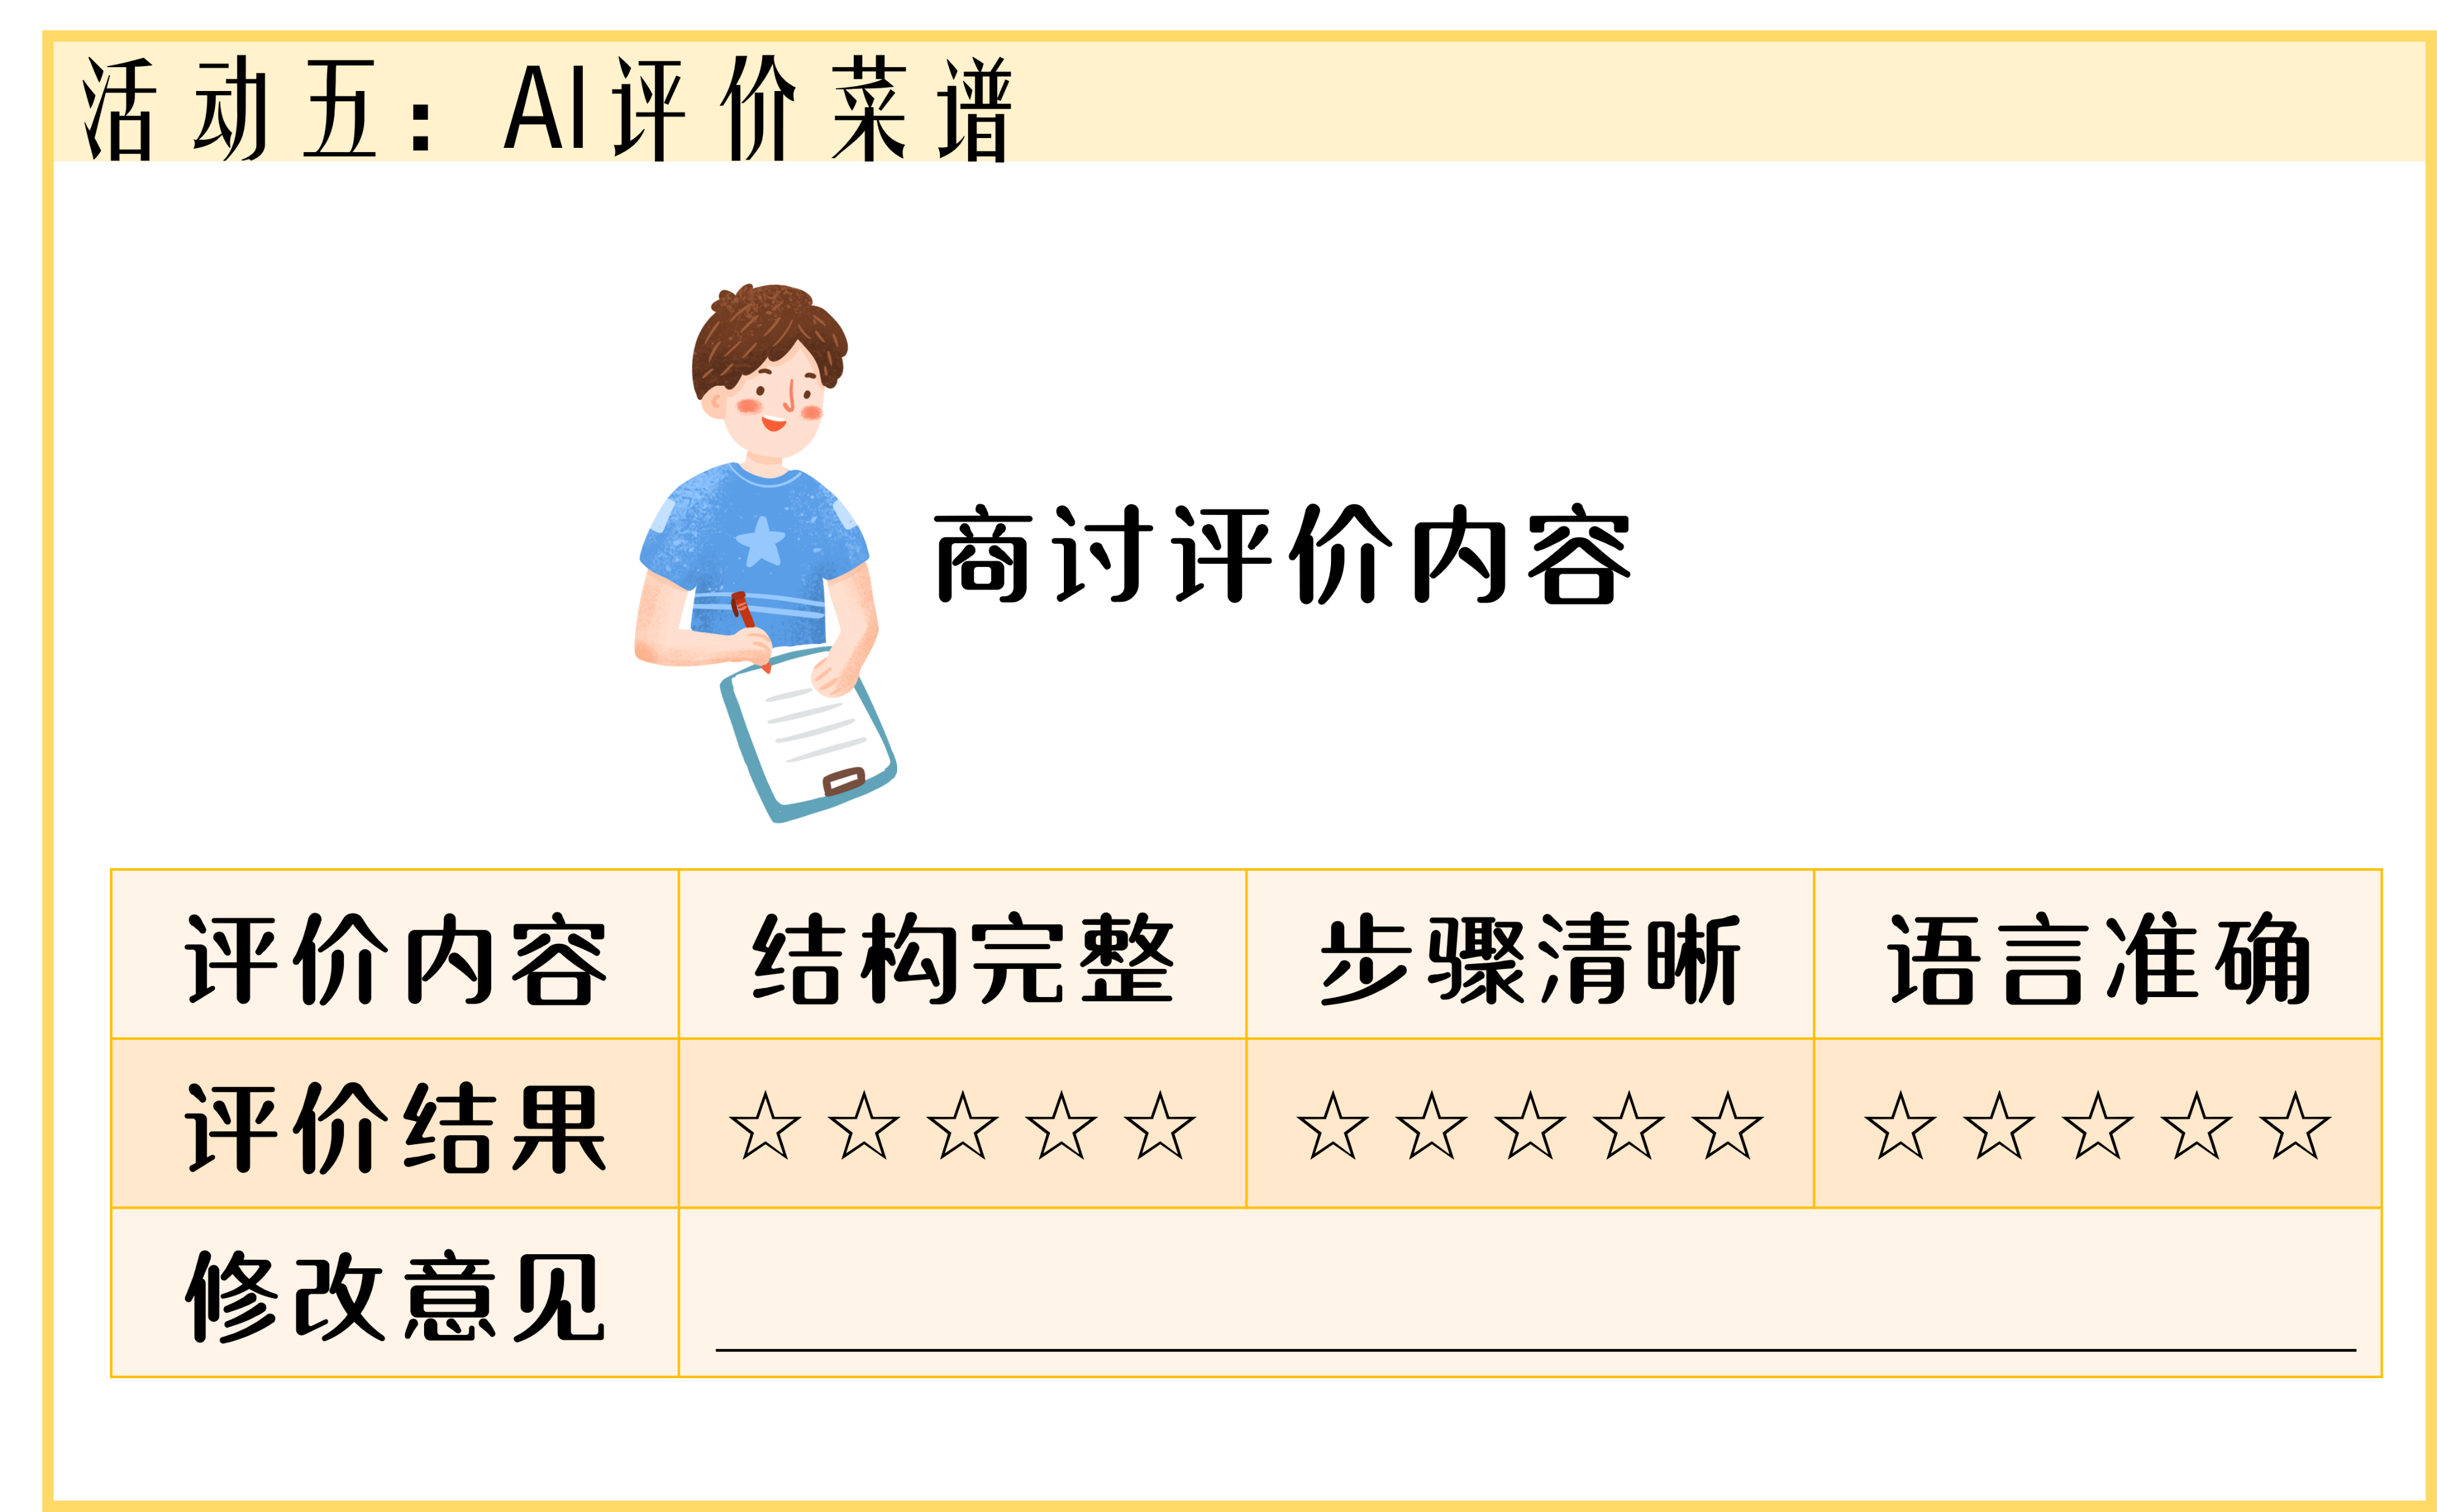 活动五：AI评价菜谱
商讨评价内容
评价内容 结构完整 步骤清晰 语言准确
评价结果 ☆☆☆☆☆ ☆☆☆☆☆ ☆☆☆☆☆
修改意见